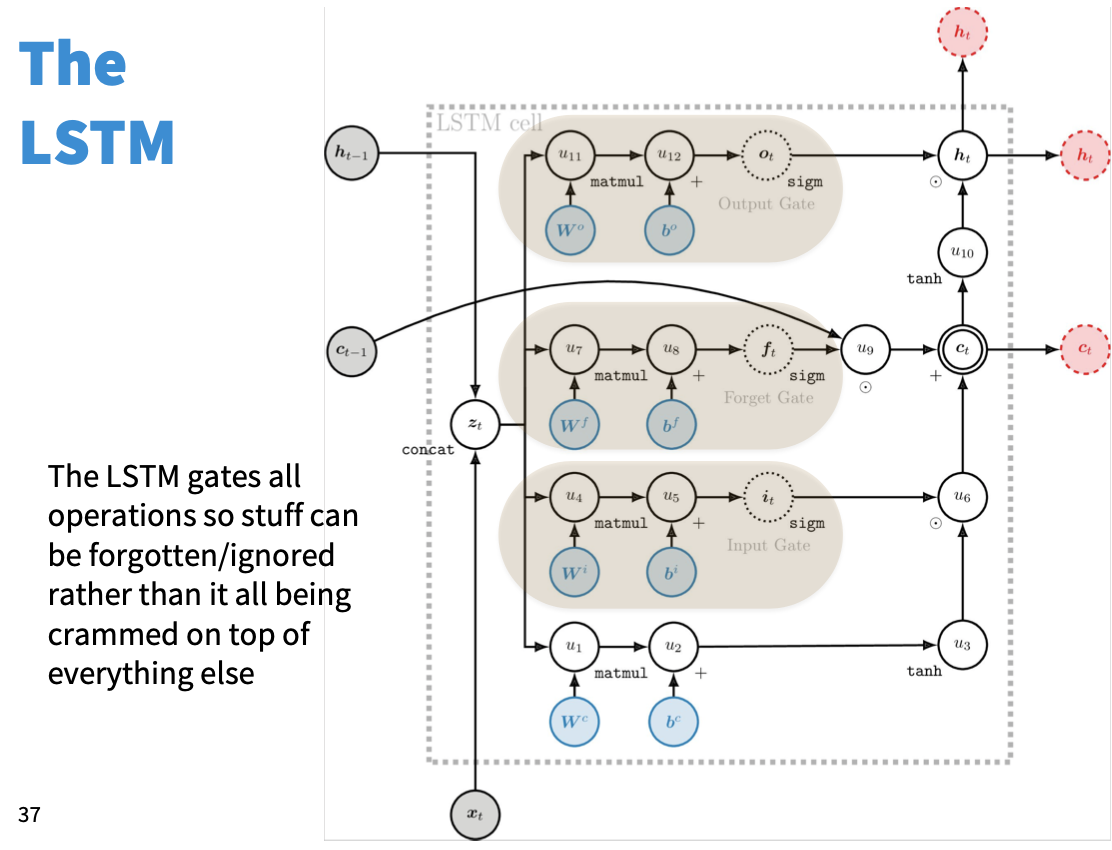 The
LSTM
The LSTM gates all
operations so stuff can
be forgotten/ignored
rather than it all being
crammed on top of
everything else
37
h_t
LSTM cell
h_{t−1}
u_{11}
matmul
u_{12}
+
o_t
sigm
h_t
⊙
h_t
Output Gate
W^o
b^o
u_{10}
tanh
c_{t−1}
u_7
matmul
u_8
+
f_t
sigm
u_9
⊙
c_t
+
c_t
Forget Gate
z_t
concat
W^f
b^f
u_4
matmul
u_5
+
i_t
sigm
u_6
⊙
Input Gate
W^i
b^i
u_1
matmul
u_2
+
u_3
tanh
W^c
b^c
x_t